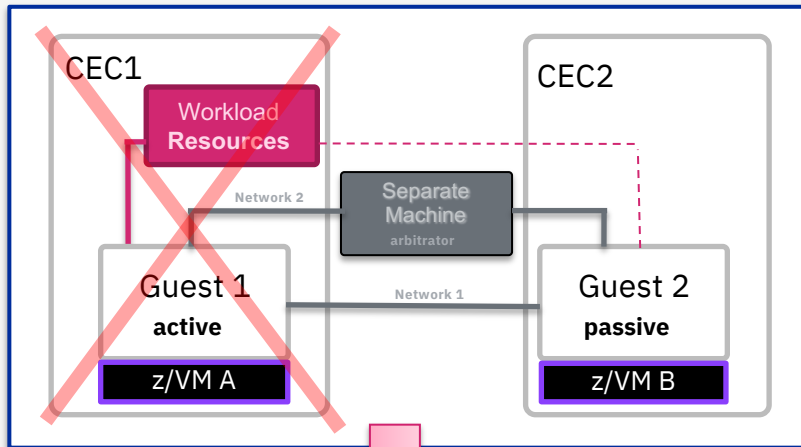 CEC1
Workload
Resources
Network 2
Separate
Machine
arbitrator
CEC2
Guest 1
active
Network 1
Guest 2
passive
z/VM A
z/VM B